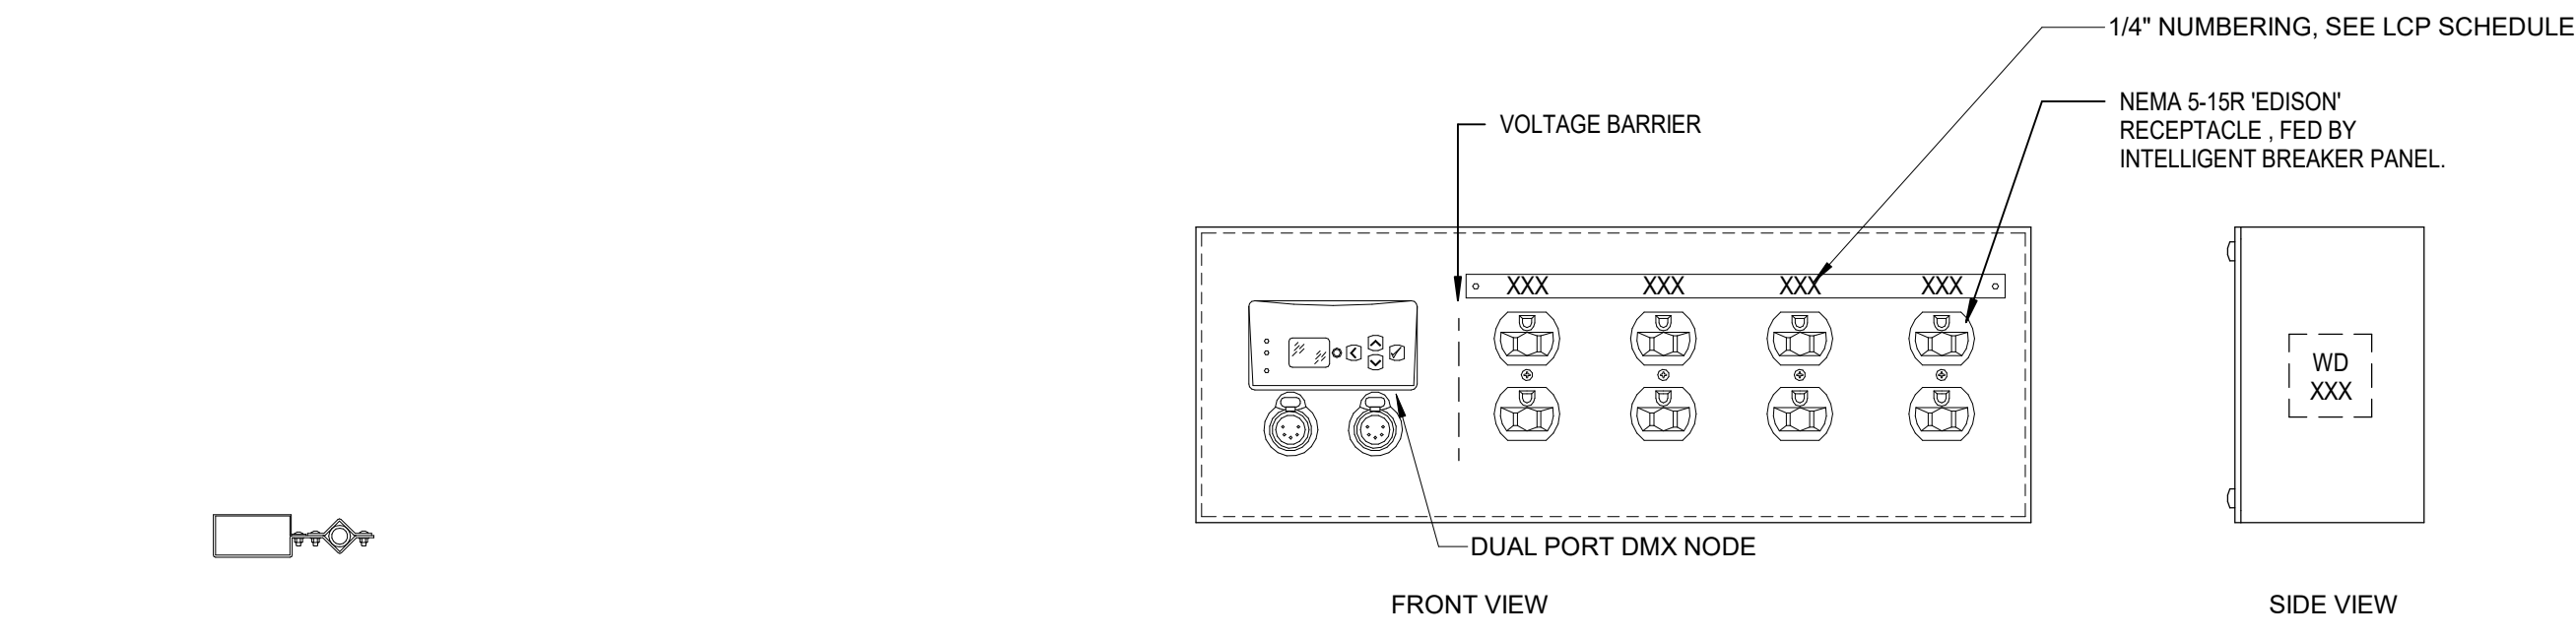 1/4" NUMBERING, SEE LCP SCHEDULE
NEMA 5-15R 'EDISON'
RECEPTACLE , FED BY
INTELLIGENT BREAKER PANEL.
VOLTAGE BARRIER
XXX XXX XXX XXX
WD
XXX
DUAL PORT DMX NODE
FRONT VIEW
SIDE VIEW